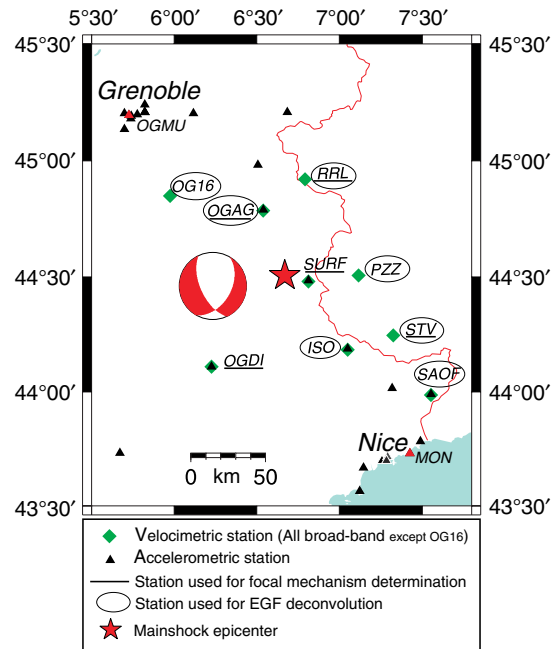 5°30′ 6°00′ 6°30′ 7°00′ 7°30′
45°30′ 45°30′
Grenoble
OGMU
45°00′ 45°00′
RRL
OG16
OGAG
SURF
PZZ
44°30′ 44°30′
STV
ISO
OGDI
SAOF
44°00′ 44°00′
Nice
MON
0 50
km
43°30′ 43°30′
Velocimetric station (All broad-band except OG16)
Accelerometric station
Station used for focal mechanism determination
Station used for EGF deconvolution
Mainshock epicenter